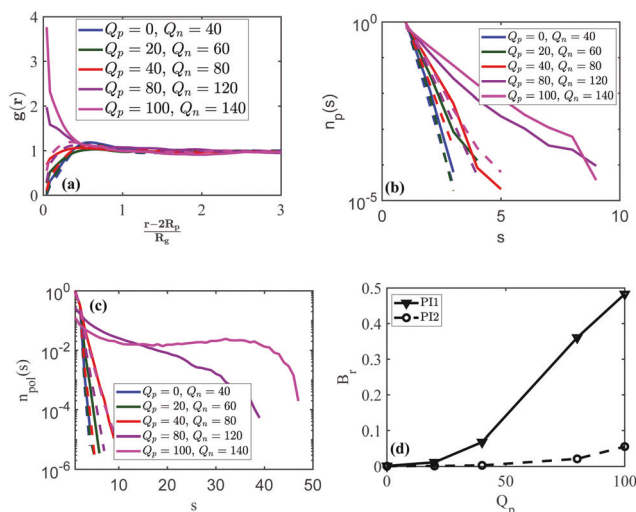 4
3
2
1
0
g(r)
Q_p = 0, Q_n = 40
Q_p = 20, Q_n = 60
Q_p = 40, Q_n = 80
Q_p = 80, Q_n = 120
Q_p = 100, Q_n = 140
(a)
0 1 2 3
r−2R_p
R_g
10^0
10^-5
n_p(s)
Q_p = 0, Q_n = 40
Q_p = 20, Q_n = 60
Q_p = 40, Q_n = 80
Q_p = 80, Q_n = 120
Q_p = 100, Q_n = 140
(b)
0 5 10
s
10^0
10^-2
10^-4
10^-6
n_pol(s)
(c)
Q_p = 0, Q_n = 40
Q_p = 20, Q_n = 60
Q_p = 40, Q_n = 80
Q_p = 80, Q_n = 120
Q_p = 100, Q_n = 140
10 20 30 40 50
s
0.5
0.4
0.3
0.2
0.1
0
B_r
PI1
PI2
(d)
0 20 40 60 80 100
Q_p